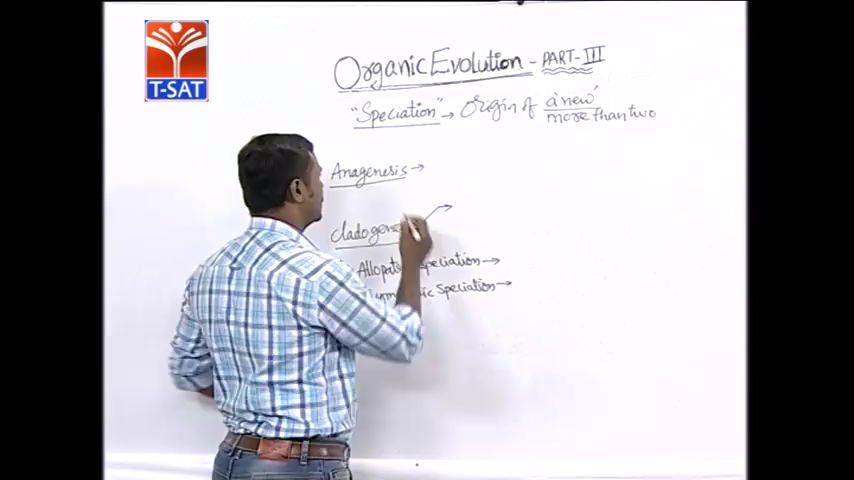 T-SAT
Organic Evolution - PART-III
"Speciation" → Origin of a 'new'
more than two
Anagenesis →
Speciation →
Speciation →